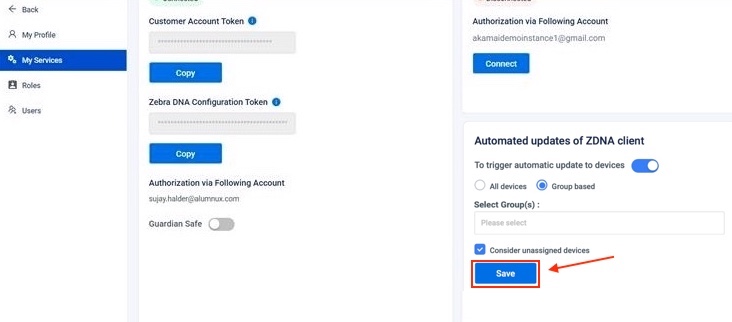 Back
My Profile
My Services
Roles
Users
Customer Account Token
**********************************
Copy
Zebra DNA Configuration Token
Copy
Authorization via Following Account
sujay.halder@alumnux.com
Guardian Safe
Authorization via Following Account
akamaidemoinstance1@gmail.com
Connect
Automated updates of ZDNA client
To trigger automatic update to devices
All devices
Group based
Select Group(s) :
Please select
Consider unassigned devices
Save